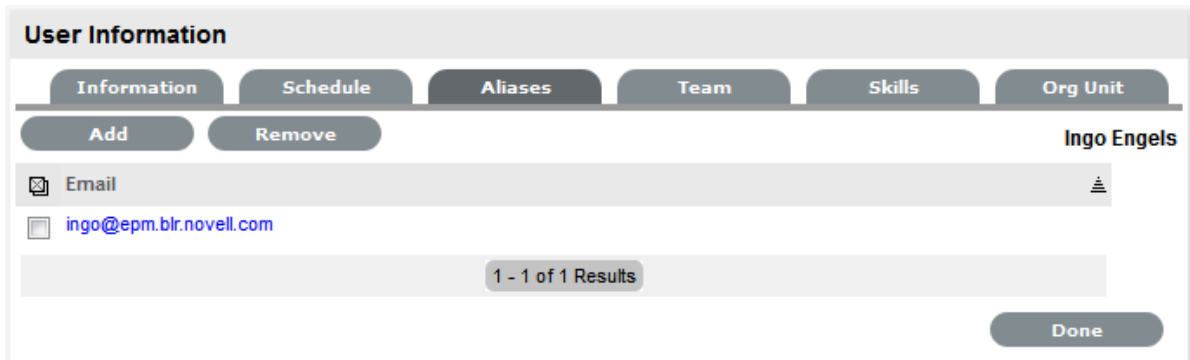 User Information
Information Schedule Aliases Team Skills Org Unit
Add Remove Ingo Engels
Email
ingo@epm.blr.novell.com
1 - 1 of 1 Results
Done